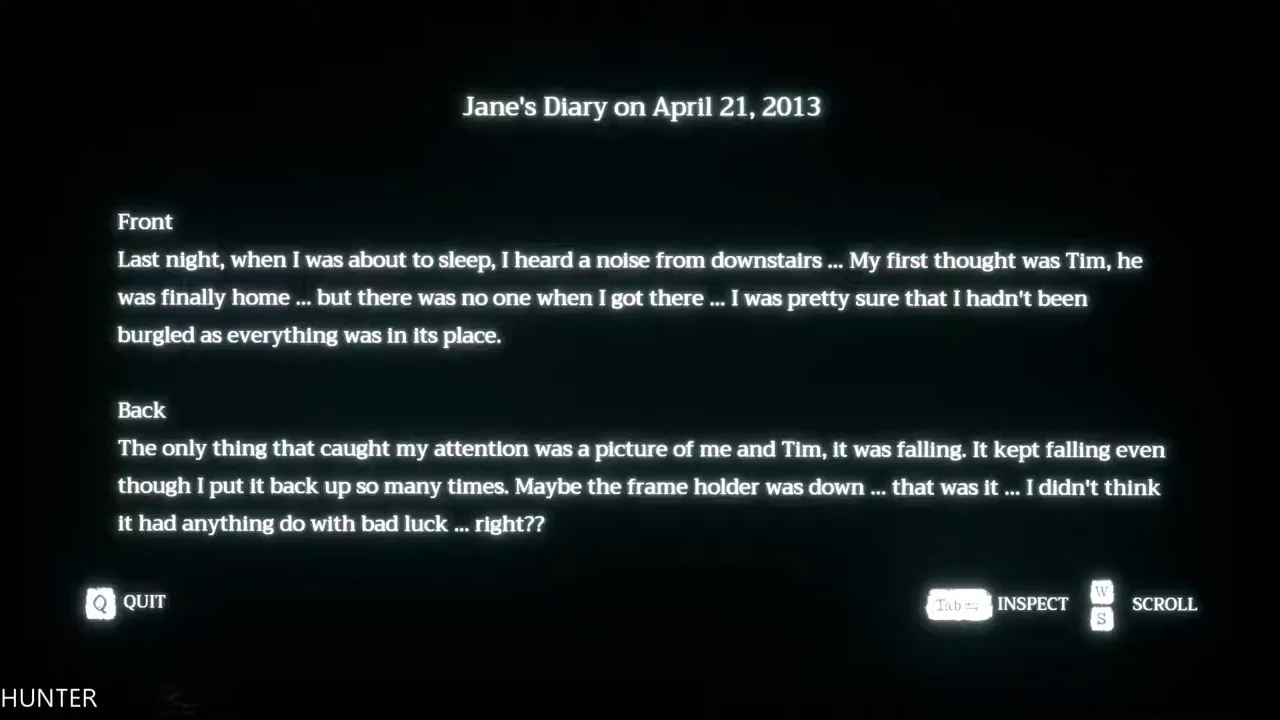 Jane's Diary on April 21, 2013
Front
Last night, when I was about to sleep, I heard a noise from downstairs ... My first thought was Tim, he
was finally home ... but there was no one when I got there ... I was pretty sure that I hadn't been
burgled as everything was in its place.
Back
The only thing that caught my attention was a picture of me and Tim, it was falling. It kept falling even
though I put it back up so many times. Maybe the frame holder was down ... that was it ... I didn't think
it had anything do with bad luck ... right??
Q QUIT
Tab INSPECT W S SCROLL
HUNTER